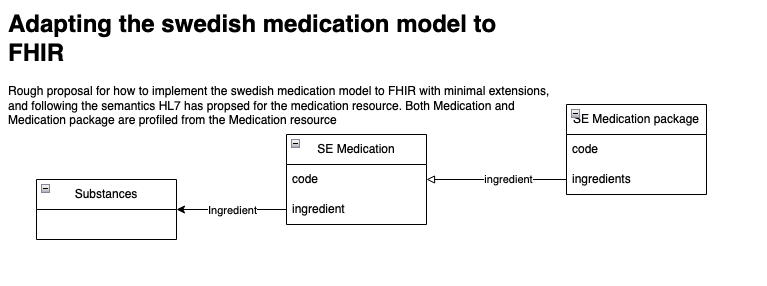 Adapting the swedish medication model to
FHIR
Rough proposal for how to implement the swedish medication model to FHIR with minimal extensions,
and following the semantics HL7 has propsed for the medication resource. Both Medication and
Medication package are profiled from the Medication resource
SE Medication package
code
ingredients
SE Medication
code
ingredient
ingredient
Substances
Ingredient